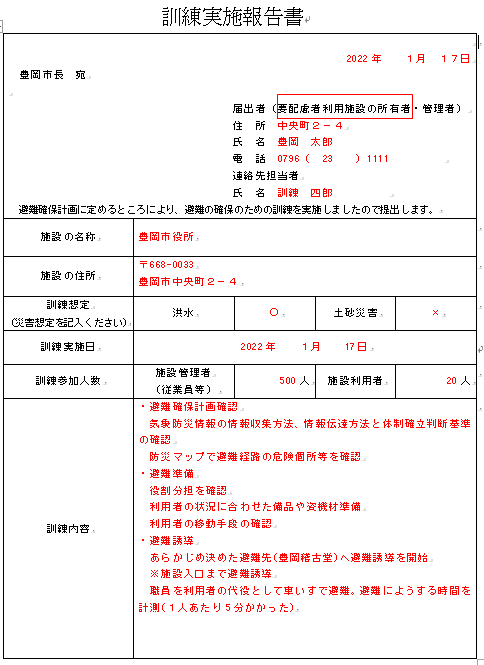 訓練実施報告書
2022年 1月 17日
豊岡市長 宛
届出者（要配慮者利用施設の所有者・管理者）
住 所 中央町２－４
氏 名 豊岡 太郎
電 話 0796（ 23 ）1111
連絡先担当者
氏 名 訓練 四郎
避難確保計画に定めるところにより、避難の確保のための訓練を実施しましたので提出します。
施設の名称 豊岡市役所
施設の住所 〒668-0033
豊岡市中央町２－４
訓練想定
(災害想定を記入ください) 洪水 ○ 土砂災害 ×
訓練実施日 2022年 1月 17日
訓練参加人数 施設管理者
（従業員等） 500人 施設利用者 20人
訓練内容
・避難確保計画確認
気象防災情報の情報収集方法、情報伝達方法と体制確立判断基準
の確認
防災マップで避難経路の危険個所等を確認
・避難準備
役割分担を確認
利用者の状況に合わせた備品や資機材準備
利用者の移動手段の確認
・避難誘導
あらかじめ決めた避難先(豊岡稽古堂)へ避難誘導を開始
※施設入口まで避難誘導
職員を利用者の代役として車いすで避難。避難にようする時間を
計測(１人あたり５分かかった)。